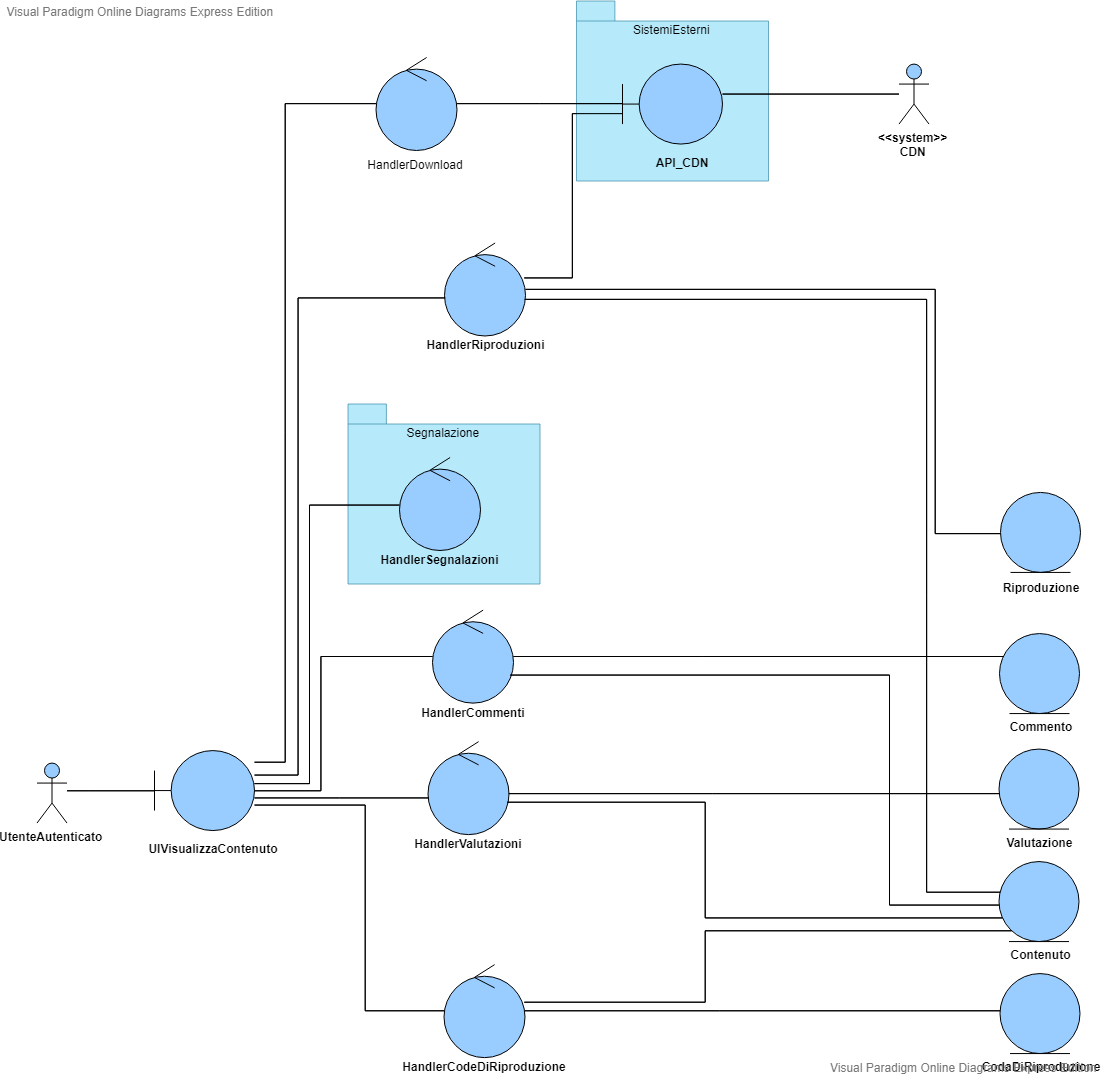 Visual Paradigm Online Diagrams Express Edition
SistemiEsterni
HandlerDownload
API_CDN
<<system>>
CDN
HandlerRiproduzioni
Segnalazione
HandlerSegnalazioni
Riproduzione
HandlerCommenti
Commento
UtenteAutenticato
UIVisualizzaContenuto
HandlerValutazioni
Valutazione
Contenuto
HandlerCodeDiRiproduzione
CodaDiRiproduzione
Visual Paradigm Online Diagrams Express Edition